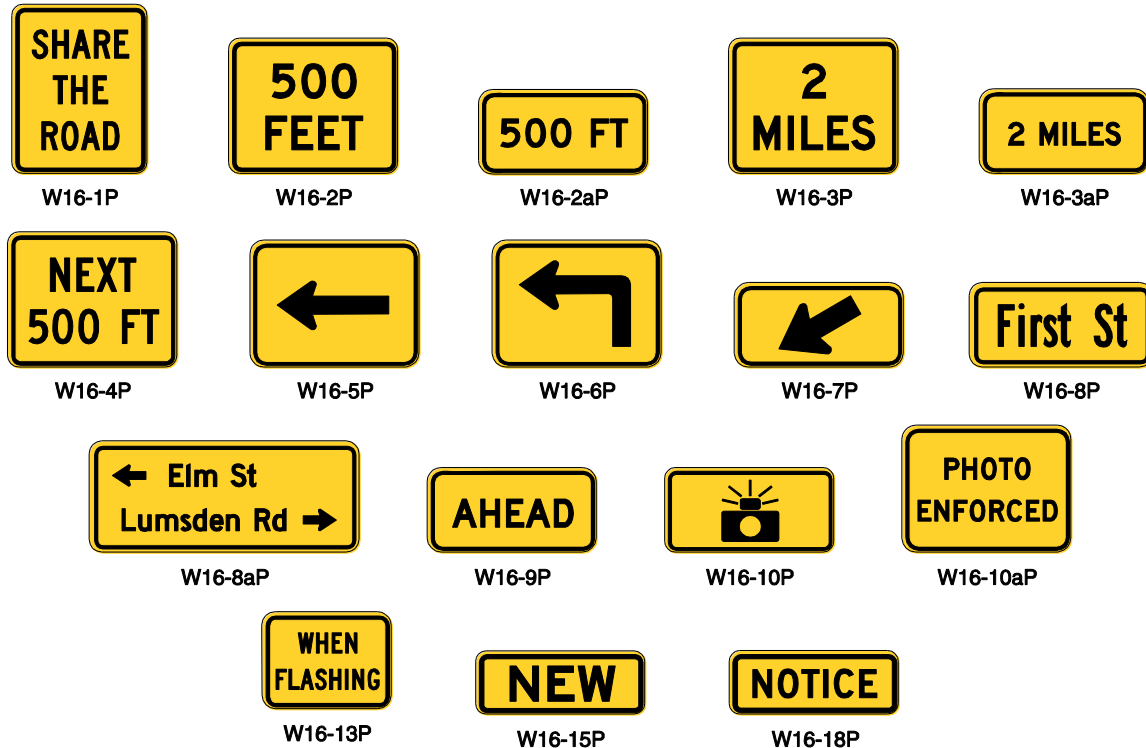 SHARE
THE
ROAD
W16-1P
500
FEET
W16-2P
500 FT
W16-2aP
2
MILES
W16-3P
2 MILES
W16-3aP
NEXT
500 FT
W16-4P
W16-5P
W16-6P
W16-7P
First St
W16-8P
Elm St
Lumsden Rd
W16-8aP
AHEAD
W16-9P
W16-10P
PHOTO
ENFORCED
W16-10aP
WHEN
FLASHING
W16-13P
NEW
W16-15P
NOTICE
W16-18P